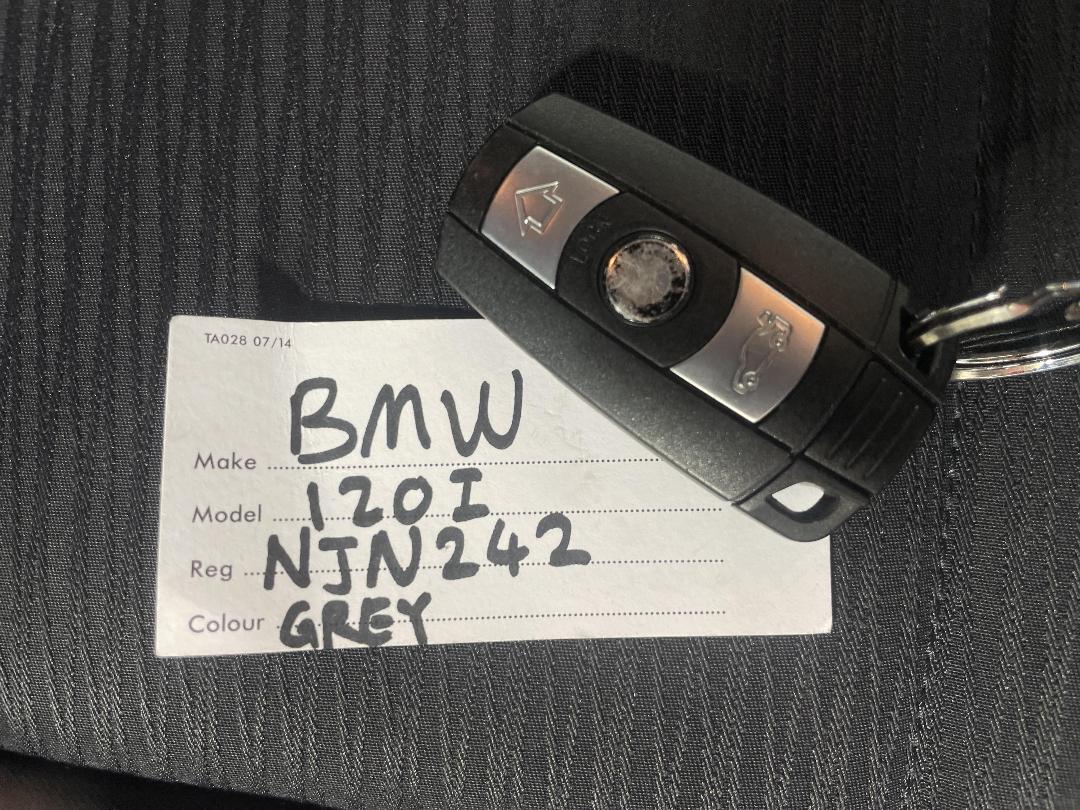 LOCK
TA028 07/14
Make BMW
Model 120I
Reg NJN242
Colour GREY